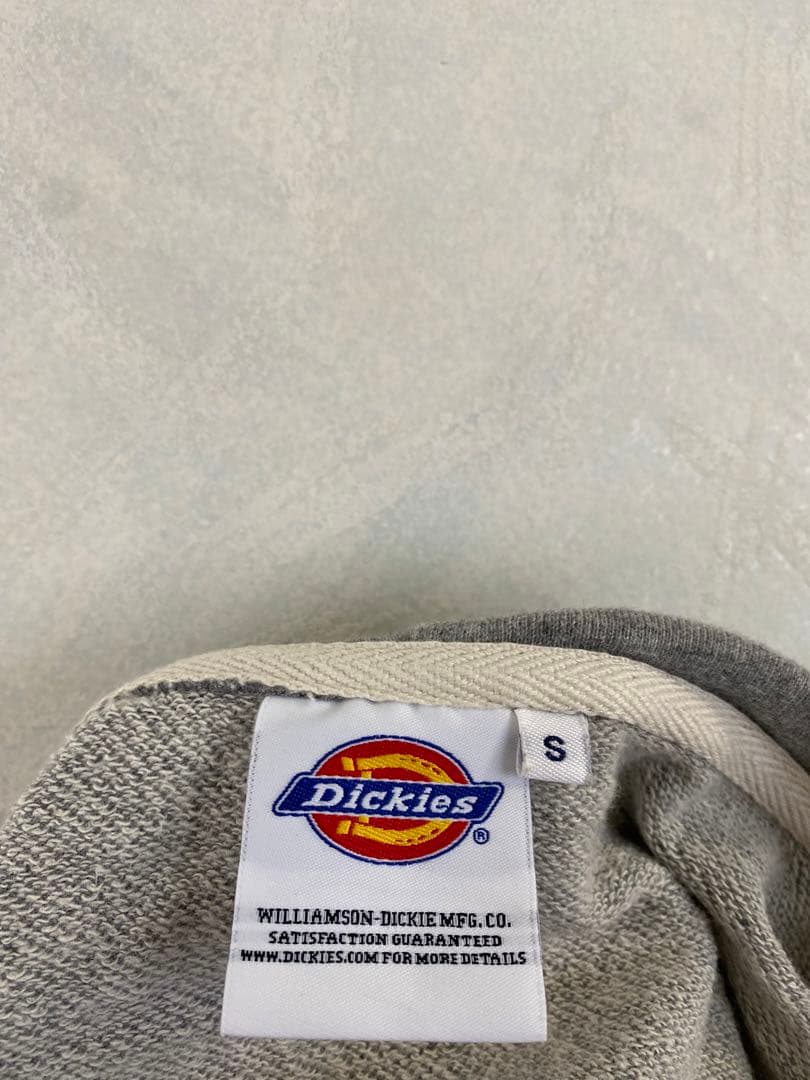 Dickies®
S
WILLIAMSON-DICKIE MFG. CO.
SATISFACTION GUARANTEED
WWW.DICKIES.COM FOR MORE DETAILS